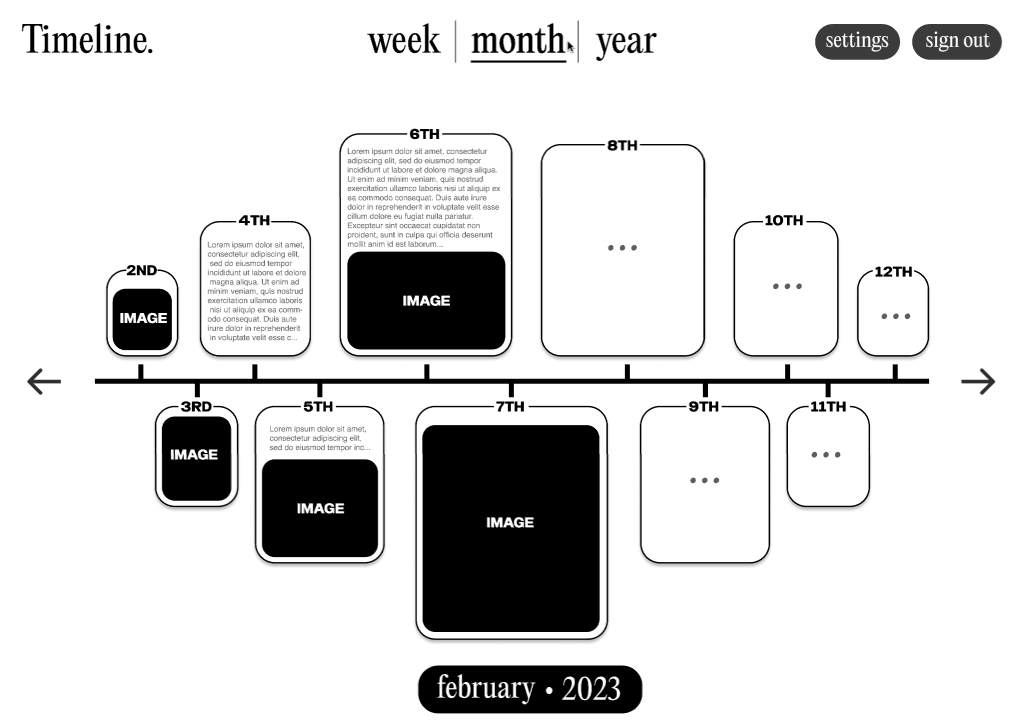 Timeline.
week month year
settings
sign out
6TH
Lorem ipsum dolor sit amet, consectetur
adipiscing elit, sed do eiusmod tempor
incididunt ut labore et dolore magna aliqua.
Ut enim ad minim veniam, quis nostrud
exercitation ullamco laboris nisi ut aliquip ex
ea commodo consequat. Duis aute irure
dolor in reprehenderit in voluptate velit esse
cillum dolore eu fugiat nulla pariatur.
Excepteur sint occaecat cupidatat non
proident, sunt in culpa qui officia deserunt
mollit anim id est laborum...
IMAGE
8TH
...
4TH
Lorem ipsum dolor sit amet,
consectetur adipiscing elit,
sed do eiusmod tempor
incididunt ut labore et dolore
magna aliqua. Ut enim ad
minim veniam, quis nostrud
exercitation ullamco laboris
nisi ut aliquip ex ea comm-
odo consequat. Duis aute
irure dolor in reprehenderit
in voluptate velit esse c...
10TH
...
2ND
IMAGE
12TH
...
3RD
IMAGE
5TH
Lorem ipsum dolor sit amet,
consectetur adipiscing elit,
sed do eiusmod tempor inc...
IMAGE
7TH
IMAGE
9TH
...
11TH
...
february • 2023